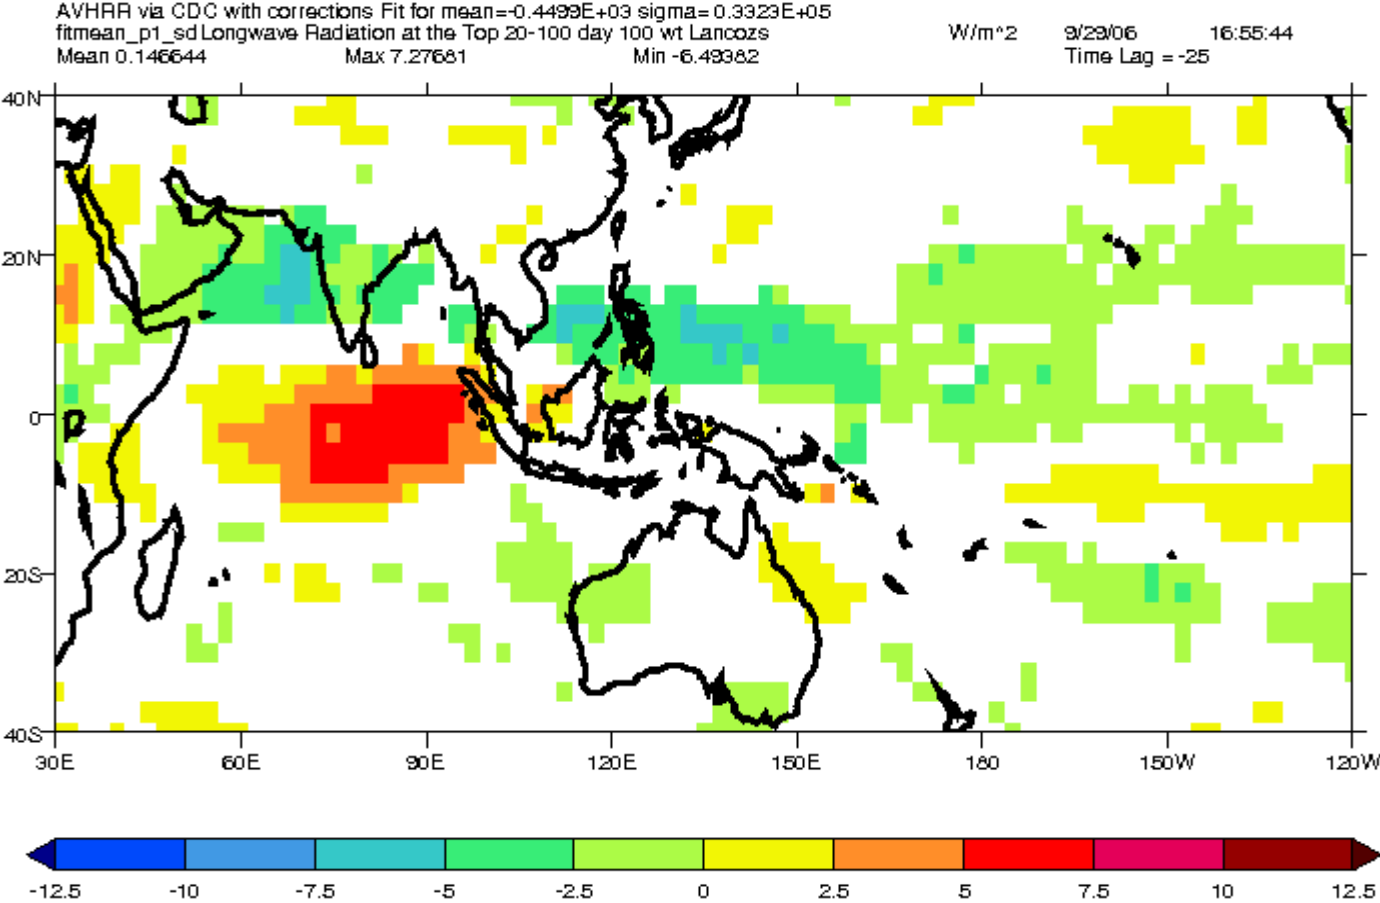 AVHRR via CDC with corrections Fit for mean=-0.4499E+03 sigma= 0.3323E+05
fitmean_p1_sd Longwave Radiation at the Top 20-100 day 100 wt Lancozs W/m^2 9/29/06 16:55:44
Mean 0.146644 Max 7.27681 Min -6.49382 Time Lag = -25
40N
20N
0
20S
40S
30E 60E 90E 120E 150E 180 150W 120W
-12.5 -10 -7.5 -5 -2.5 0 2.5 5 7.5 10 12.5